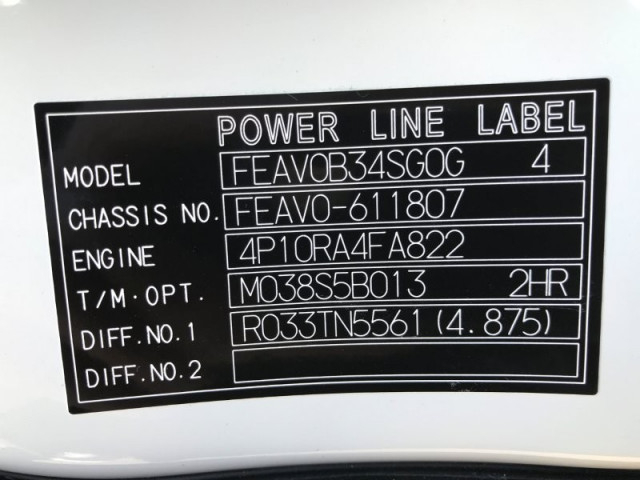 POWER LINE LABEL
MODEL FEAV0B34SG0G 4
CHASSIS NO. FEAV0-611807
ENGINE 4P10RA4FA822
T/M·OPT. M038S5B013 2HR
DIFF.NO.1 R033TN5561(4.875)
DIFF.NO.2